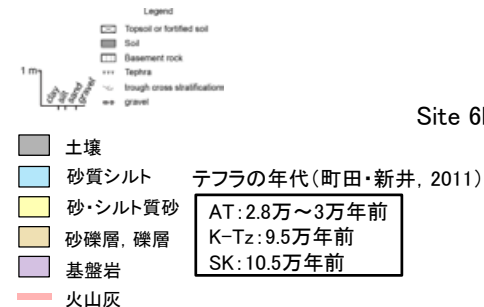 Legend
Topsoil or fortified soil
Soil
Basement rock
Tephra
trough cross stratifications
gravel
1 m
clay
silt
sand
gravel
Site 6
土壌
砂質シルト
砂・シルト質砂
砂礫層, 礫層
基盤岩
火山灰
テフラの年代(町田・新井, 2011)
AT:2.8万～3万年前
K-Tz:9.5万年前
SK:10.5万年前